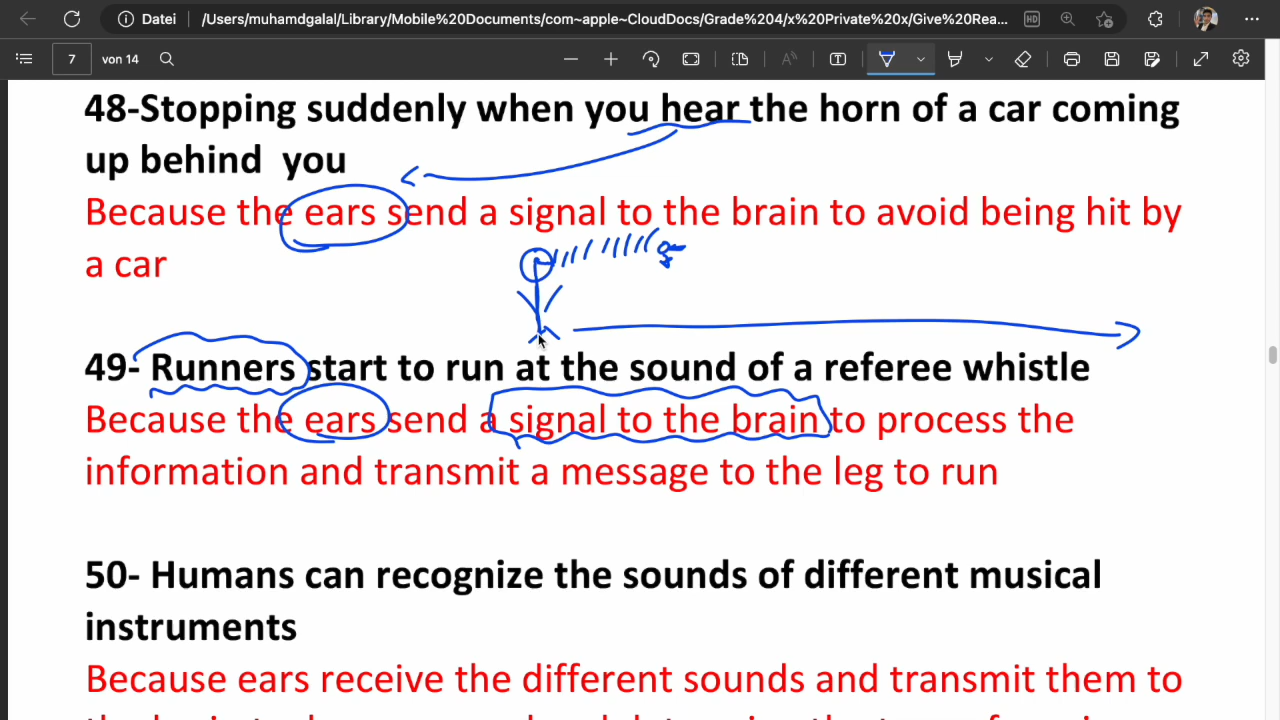 Datei /Users/muhamdgalal/Library/Mobile%20Documents/com~apple~CloudDocs/Grade%204/x%20Private%20x/Give%20Rea...
7 von 14
48-Stopping suddenly when you hear the horn of a car coming
up behind you
Because the ears send a signal to the brain to avoid being hit by
a car
49- Runners start to run at the sound of a referee whistle
Because the ears send a signal to the brain to process the
information and transmit a message to the leg to run
50- Humans can recognize the sounds of different musical
instruments
Because ears receive the different sounds and transmit them to